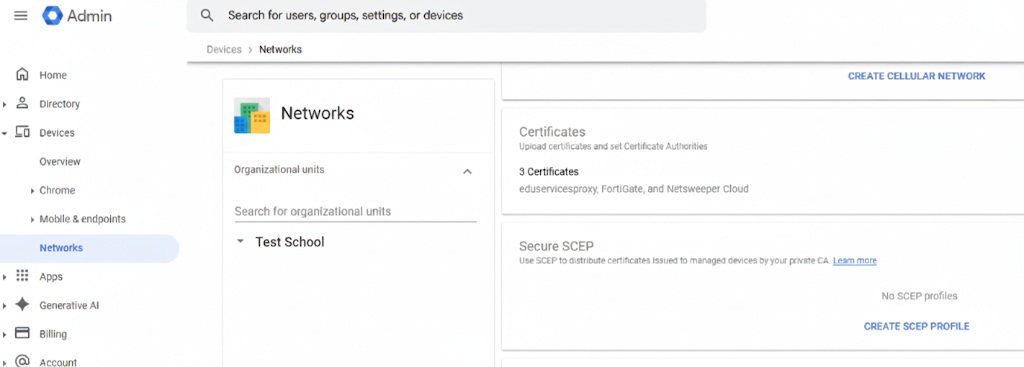 Admin
Search for users, groups, settings, or devices
Devices > Networks
Home
Directory
Devices
Overview
Chrome
Mobile & endpoints
Networks
Apps
Generative AI
Billing
Account
Networks
Organizational units
Search for organizational units
Test School
CREATE CELLULAR NETWORK
Certificates
Upload certificates and set Certificate Authorities
3 Certificates
eduservicesproxy, FortiGate, and Netsweeper Cloud
Secure SCEP
Use SCEP to distribute certificates issued to managed devices by your private CA. Learn more
No SCEP profiles
CREATE SCEP PROFILE